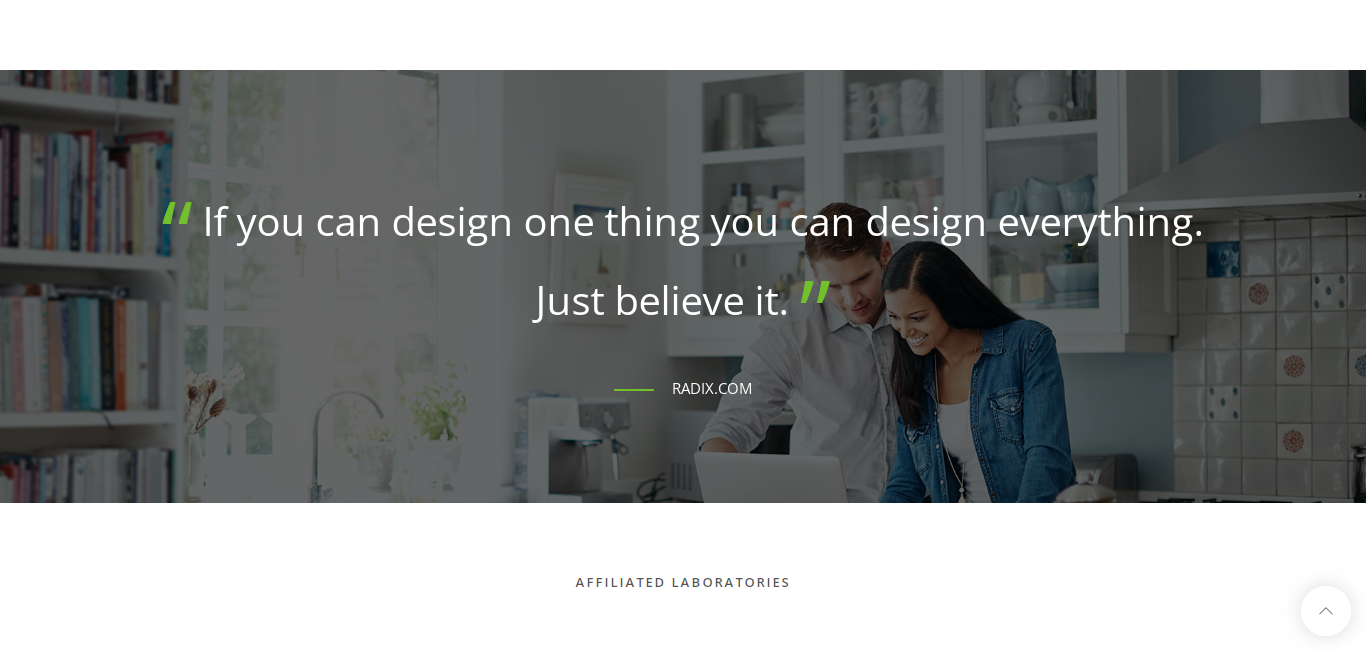 “ If you can design one thing you can design everything.
Just believe it. ”
RADIX.COM
AFFILIATED LABORATORIES